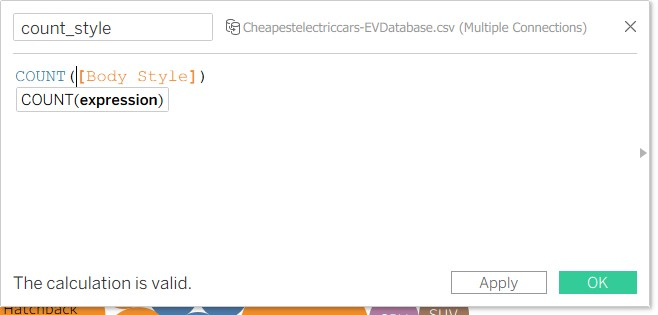 count_style
Cheapestelectriccars-EVDatabase.csv (Multiple Connections)
COUNT([Body Style])
COUNT(expression)
The calculation is valid.
Apply
OK
Hatchback
SUV